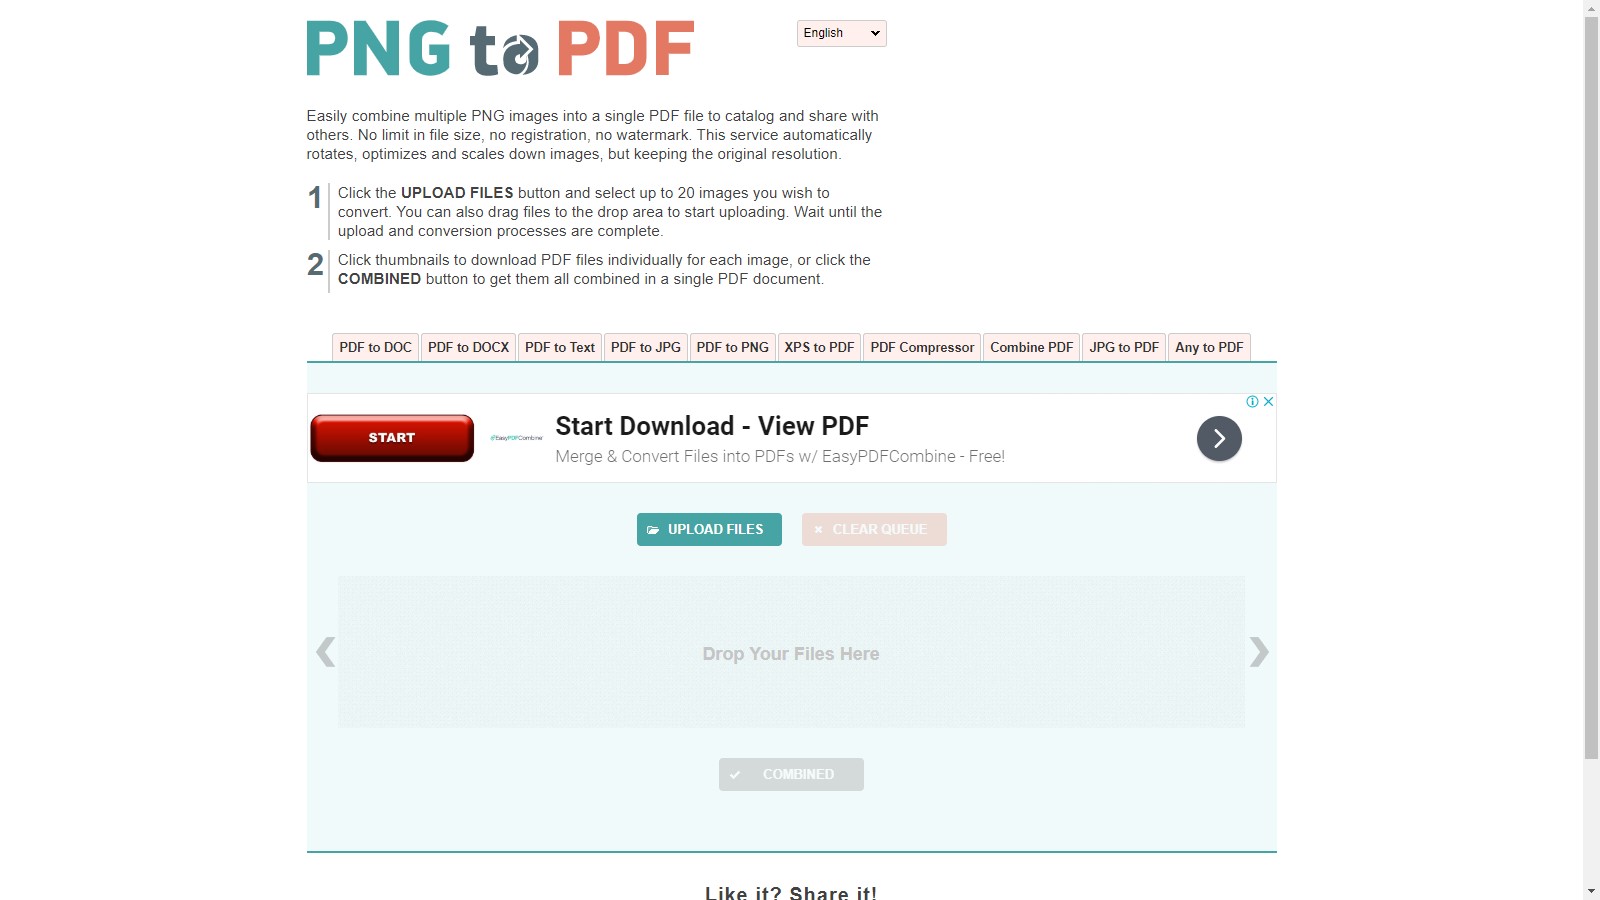 PNG to PDF
English
Easily combine multiple PNG images into a single PDF file to catalog and share with
others. No limit in file size, no registration, no watermark. This service automatically
rotates, optimizes and scales down images, but keeping the original resolution.
1
Click the UPLOAD FILES button and select up to 20 images you wish to
convert. You can also drag files to the drop area to start uploading. Wait until the
upload and conversion processes are complete.
2
Click thumbnails to download PDF files individually for each image, or click the
COMBINED button to get them all combined in a single PDF document.
PDF to DOC PDF to DOCX PDF to Text PDF to JPG PDF to PNG XPS to PDF PDF Compressor Combine PDF JPG to PDF Any to PDF
START
EasyPDFCombine
Start Download - View PDF
Merge & Convert Files into PDFs w/ EasyPDFCombine - Free!
UPLOAD FILES CLEAR QUEUE
Drop Your Files Here
COMBINED
Like it? Share it!